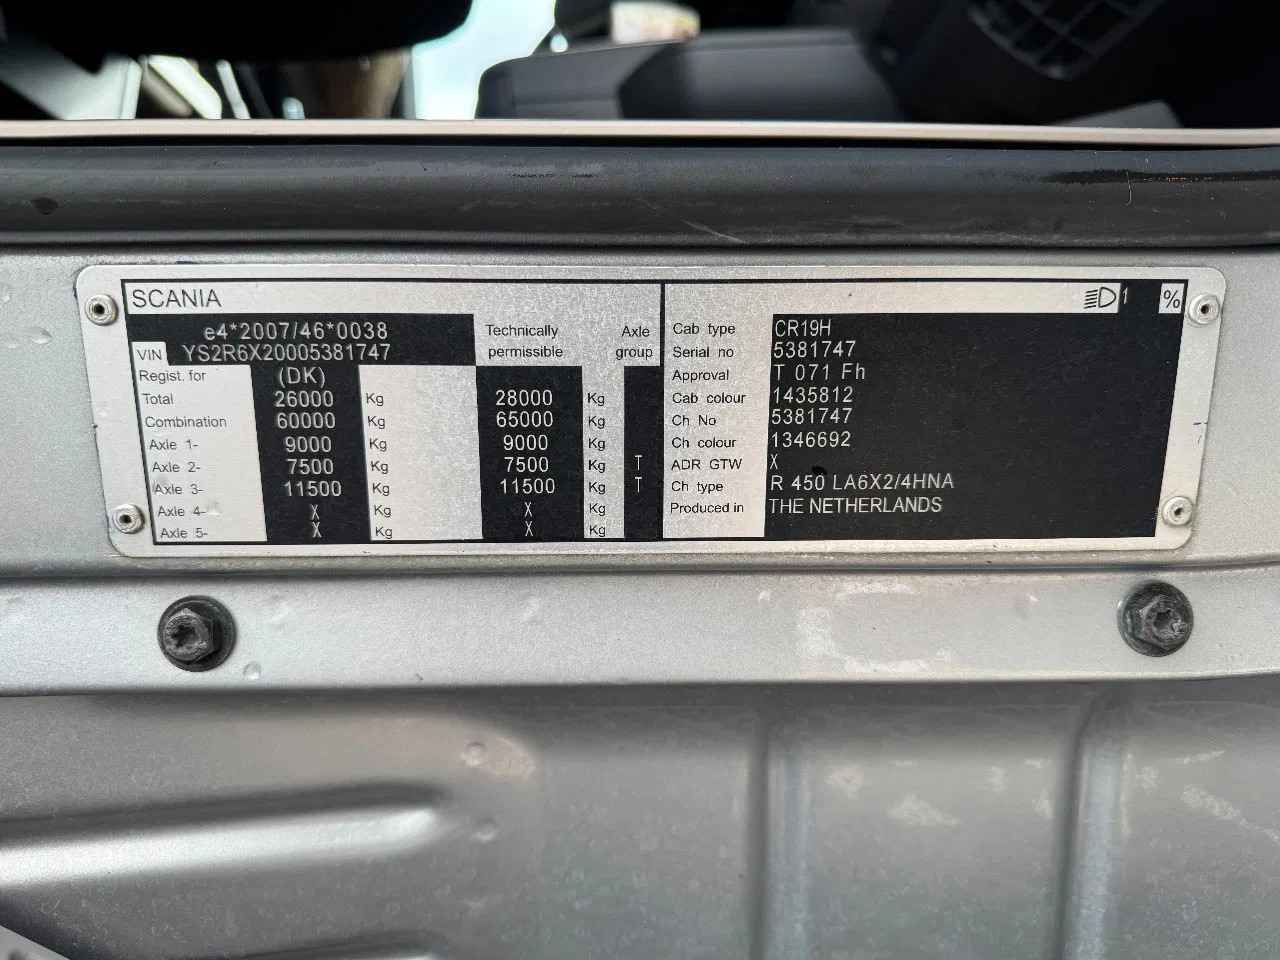 SCANIA 1 %
e4*2007/46*0038
VIN YS2R6X20005381747
Technically permissible Axle group
Regist. for (DK)
Total 26000 Kg 28000 Kg
Combination 60000 Kg 65000 Kg
Axle 1- 9000 Kg 9000 Kg
Axle 2- 7500 Kg 7500 Kg T
Axle 3- 11500 Kg 11500 Kg T
Axle 4- X Kg X Kg
Axle 5- X Kg X Kg
Cab type CR19H
Serial no 5381747
Approval T 071 Fh
Cab colour 1435812
Ch No 5381747
Ch colour 1346692
ADR GTW X
Ch type R 450 LA6X2/4HNA
Produced in THE NETHERLANDS